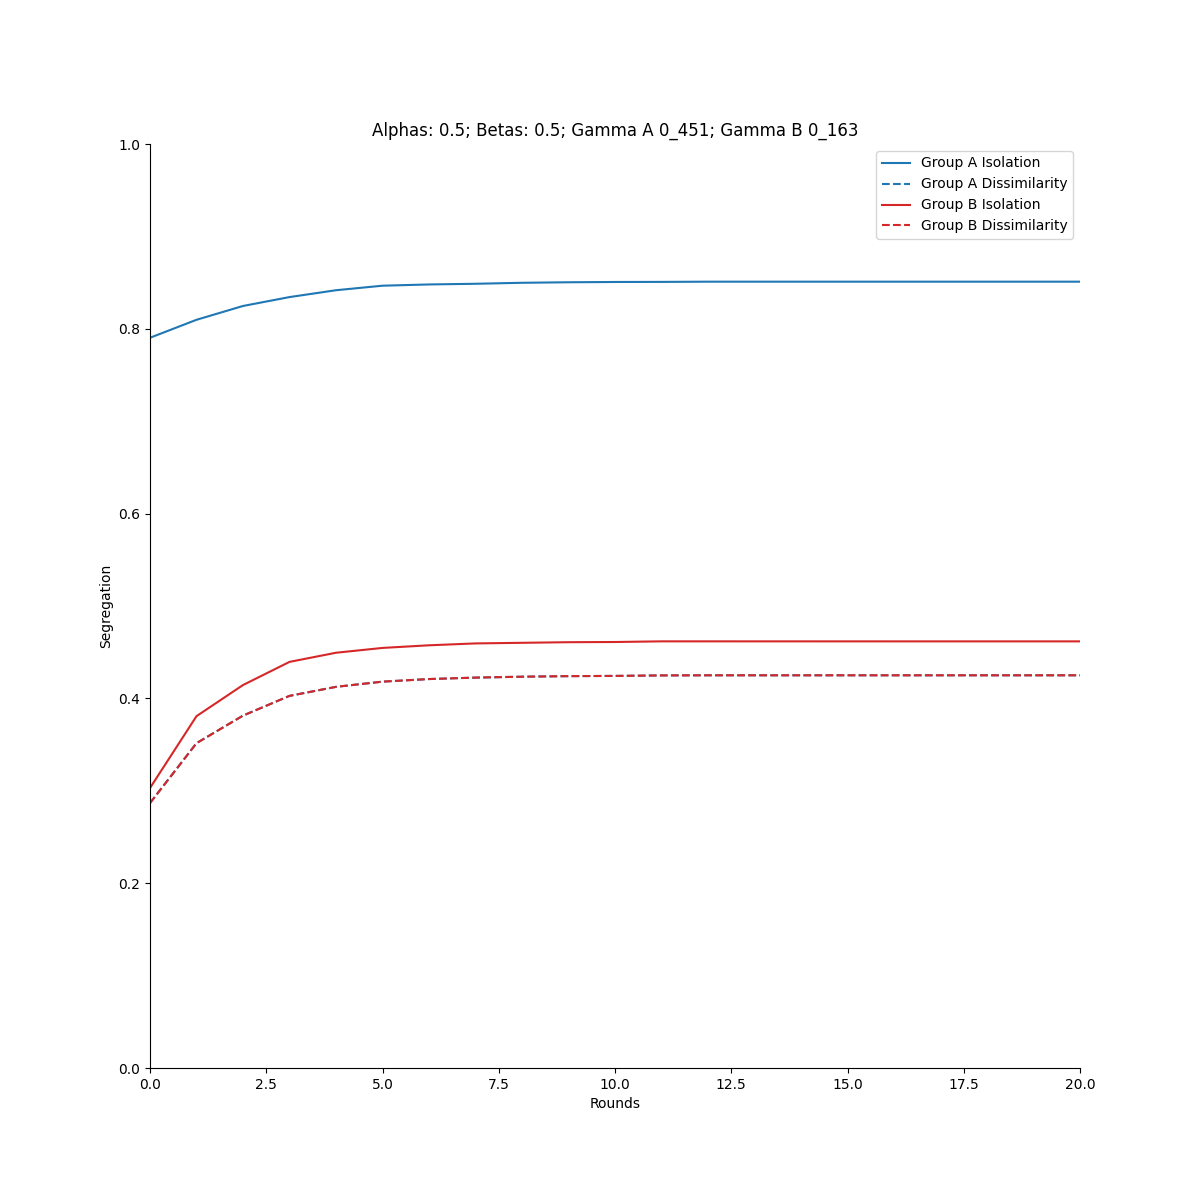 Alphas: 0.5; Betas: 0.5; Gamma A 0_451; Gamma B 0_163
Group A Isolation
Group A Dissimilarity
Group B Isolation
Group B Dissimilarity
1.0
0.8
0.6
0.4
0.2
0.0
Segregation
0.0 2.5 5.0 7.5 10.0 12.5 15.0 17.5 20.0
Rounds